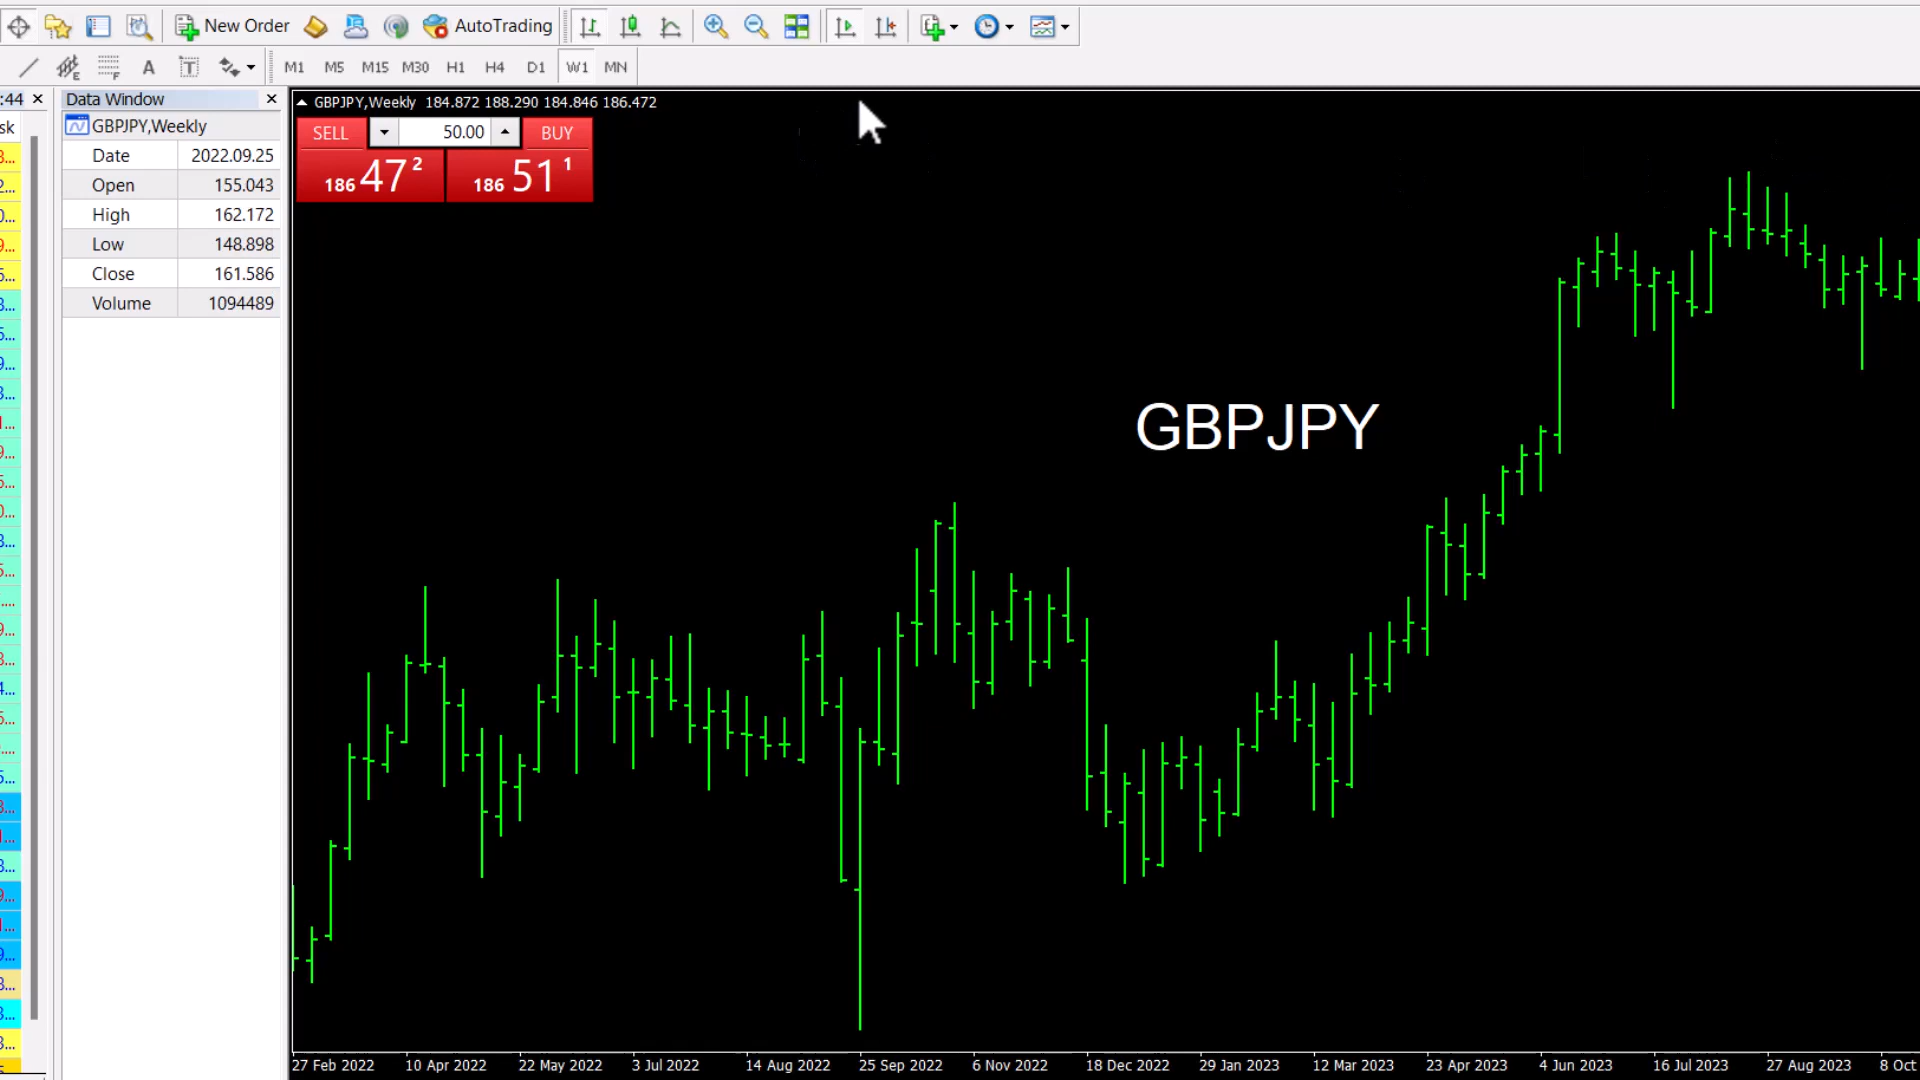 New Order
AutoTrading
M1 M5 M15 M30 H1 H4 D1 W1 MN
:44
Data Window
GBPJPY,Weekly 184.872 188.290 184.846 186.472
sk
GBPJPY,Weekly
SELL 50.00 BUY
186 47 2 186 51 1
Date 2022.09.25
Open 155.043
High 162.172
Low 148.898
Close 161.586
Volume 1094489
GBPJPY
27 Feb 2022 10 Apr 2022 22 May 2022 3 Jul 2022 14 Aug 2022 25 Sep 2022 6 Nov 2022 18 Dec 2022 29 Jan 2023 12 Mar 2023 23 Apr 2023 4 Jun 2023 16 Jul 2023 27 Aug 2023 8 Oct